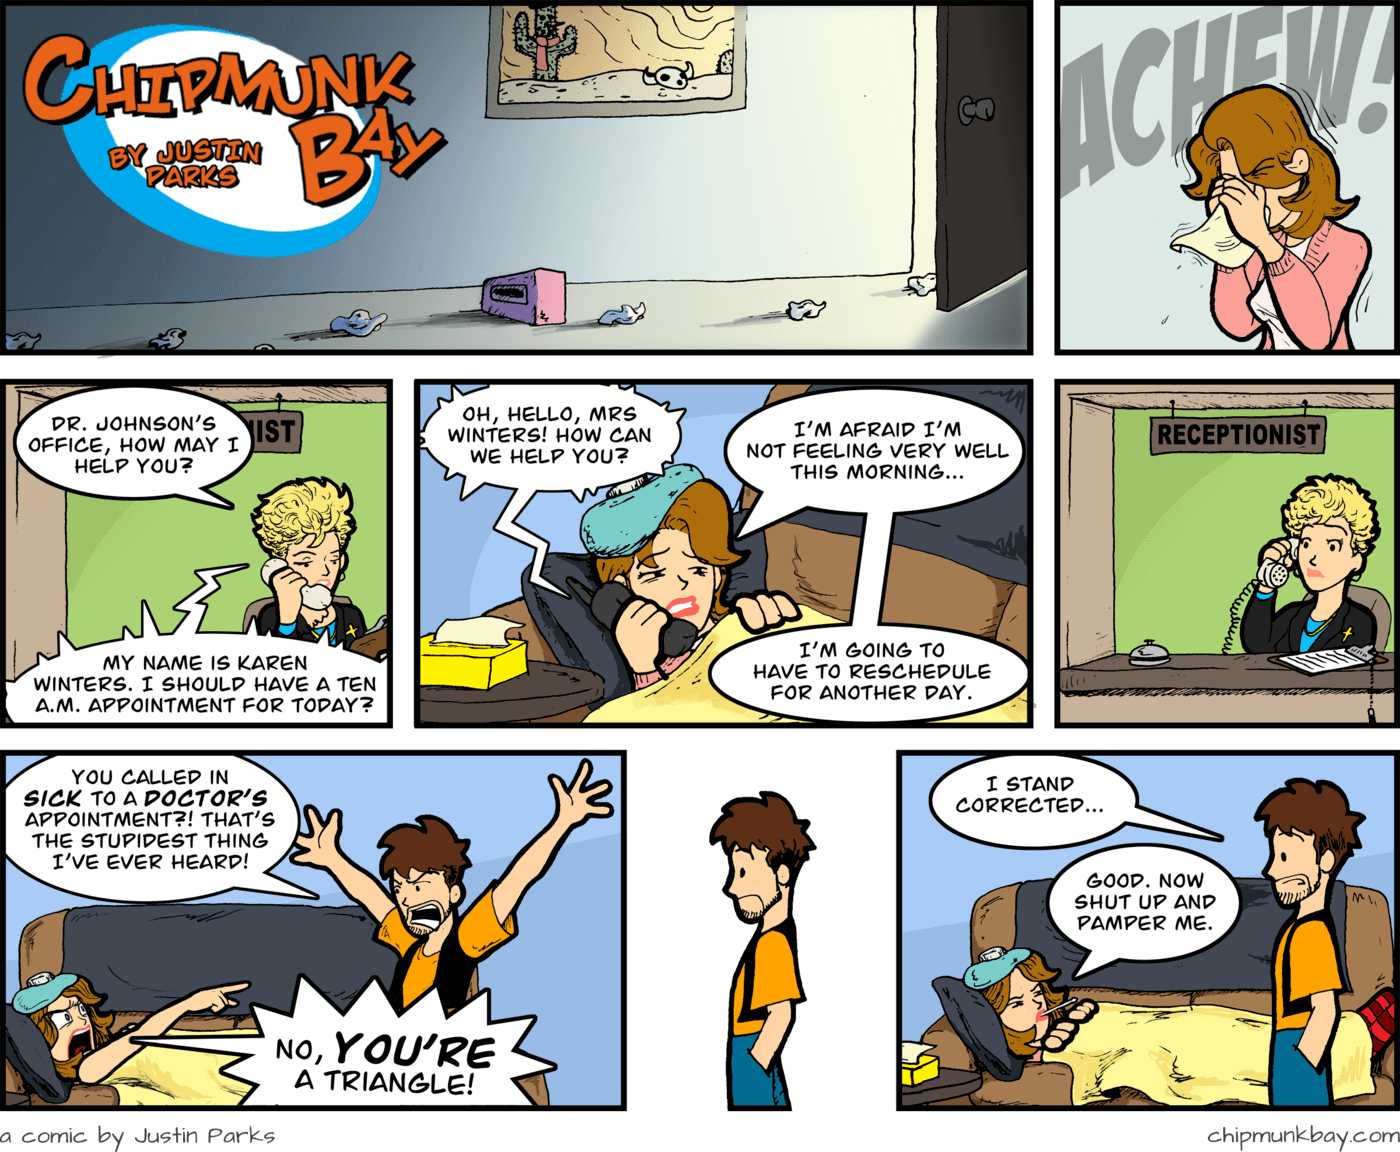 CHIPMUNK
BAY
BY JUSTIN
PARKS
ACHEW!
DR. JOHNSON'S
OFFICE, HOW MAY I
HELP YOU?
IST
MY NAME IS KAREN
WINTERS. I SHOULD HAVE A TEN
A.M. APPOINTMENT FOR TODAY?
OH, HELLO, MRS
WINTERS! HOW CAN
WE HELP YOU?
I'M AFRAID I'M
NOT FEELING VERY WELL
THIS MORNING...
I'M GOING TO
HAVE TO RESCHEDULE
FOR ANOTHER DAY.
RECEPTIONIST
YOU CALLED IN
SICK TO A DOCTOR'S
APPOINTMENT?! THAT'S
THE STUPIDEST THING
I'VE EVER HEARD!
NO, YOU'RE
A TRIANGLE!
I STAND
CORRECTED...
GOOD. NOW
SHUT UP AND
PAMPER ME.
a comic by Justin Parks
chipmunkbay.com